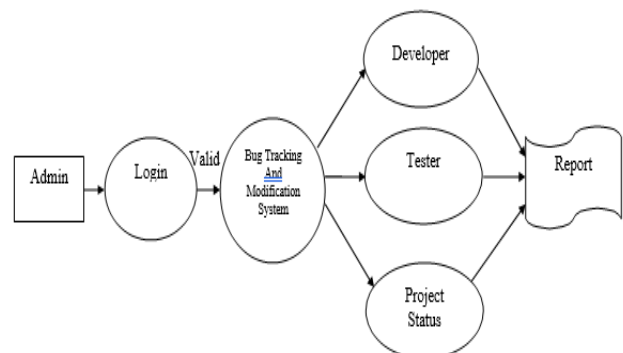 Developer
Admin
Login
Valid
Bug Tracking
And
Modification
System
Tester
Report
Project
Status